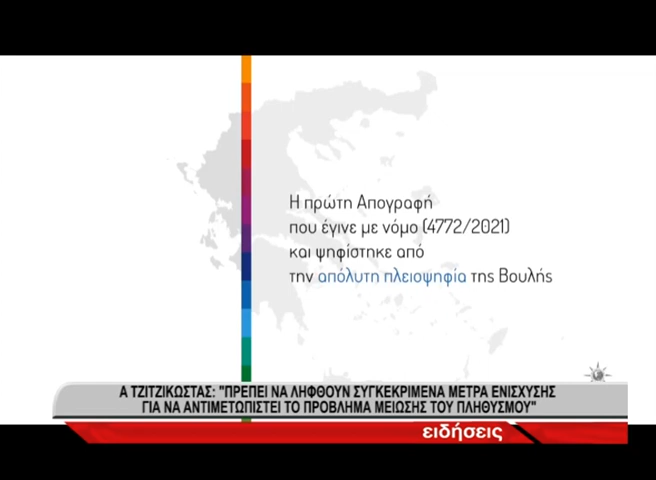 Η πρώτη Απογραφή
που έγινε με νόμο (4772/2021)
και ψηφίστηκε από
την απόλυτη πλειοψηφία της Βουλής
Α ΤΖΙΤΖΙΚΩΣΤΑΣ: "ΠΡΕΠΕΙ ΝΑ ΛΗΦΘΟΥΝ ΣΥΓΚΕΚΡΙΜΕΝΑ ΜΕΤΡΑ ΕΝΙΣΧΥΣΗΣ
ΓΙΑ ΝΑ ΑΝΤΙΜΕΤΩΠΙΣΤΕΙ ΤΟ ΠΡΟΒΛΗΜΑ ΜΕΙΩΣΗΣ ΤΟΥ ΠΛΗΘΥΣΜΟΥ"
ειδήσεις